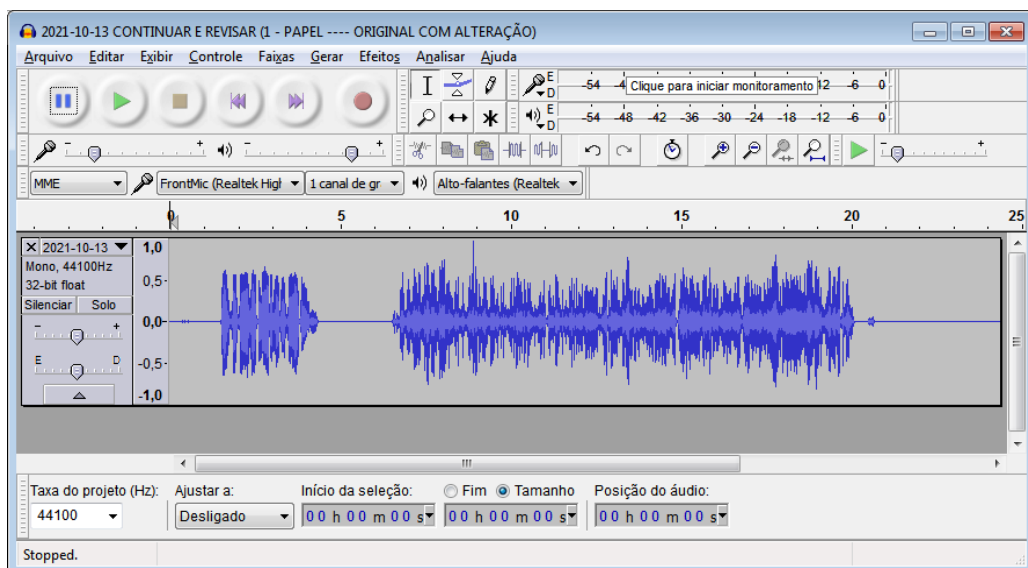 2021-10-13 CONTINUAR E REVISAR (1 - PAPEL ---- ORIGINAL COM ALTERAÇÃO)
Arquivo Editar Exibir Controle Faixas Gerar Efeitos Analisar Ajuda
E D -54 -4 Clique para iniciar monitoramento 12 -6 0
E D -54 -48 -42 -36 -30 -24 -18 -12 -6 0
MME FrontMic (Realtek High 1 canal de gr Alto-falantes (Realtek
0 5 10 15 20 25
2021-10-13
Mono, 44100Hz
32-bit float
Silenciar Solo
- +
E D
1,0
0,5
0,0
-0,5
-1,0
Taxa do projeto (Hz): Ajustar a: Início da seleção: Fim Tamanho Posição do áudio:
44100 Desligado 00 h 00 m 00 s 00 h 00 m 00 s 00 h 00 m 00 s
Stopped.